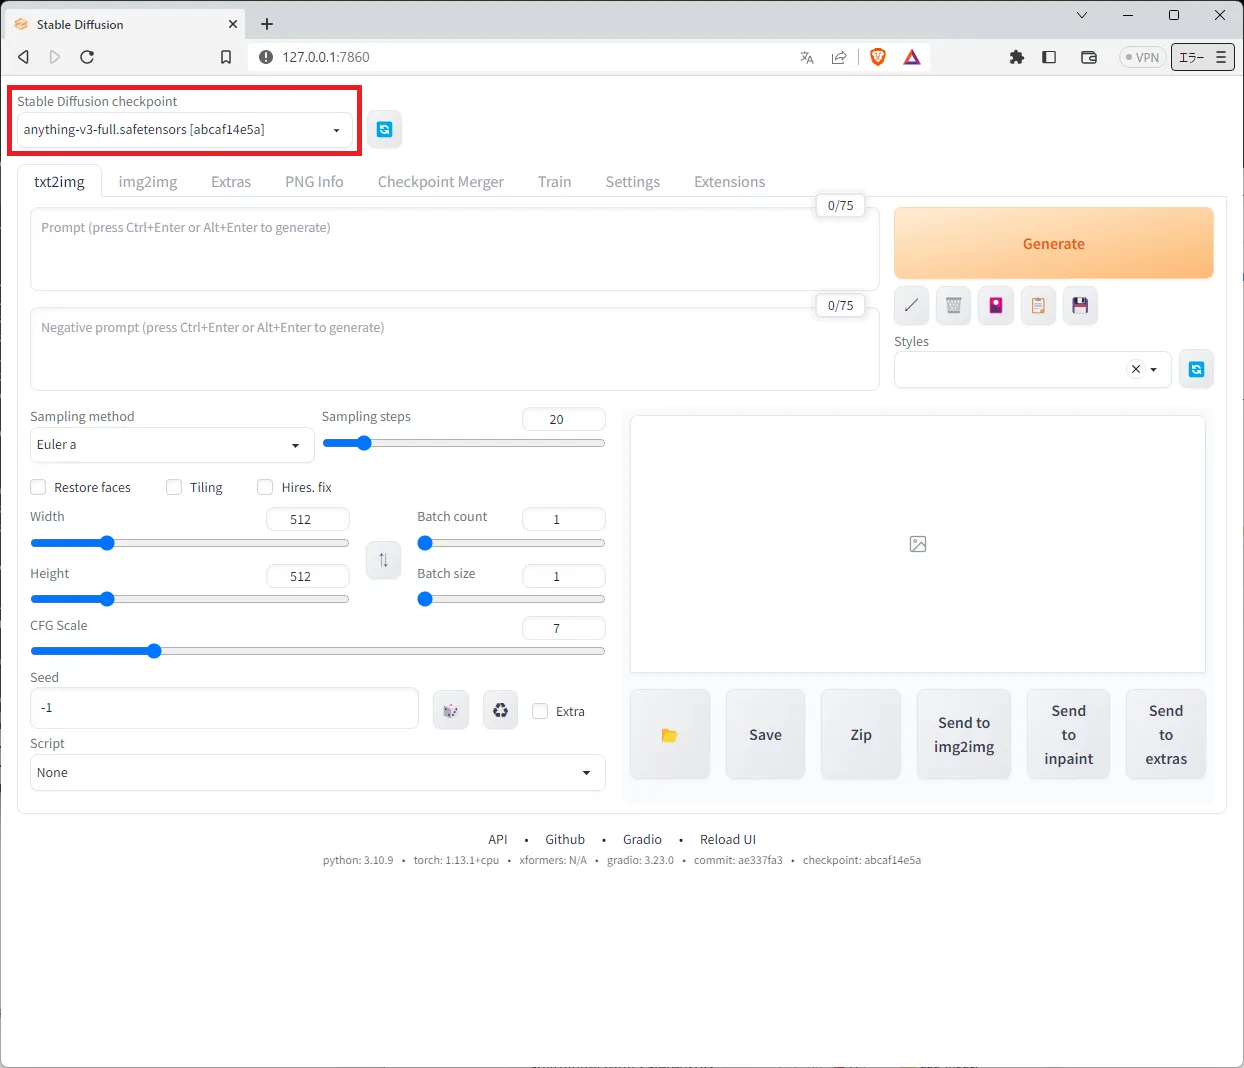 Stable Diffusion
127.0.0.1:7860
VPN
エラー
Stable Diffusion checkpoint
anything-v3-full.safetensors [abcaf14e5a]
txt2img
img2img
Extras
PNG Info
Checkpoint Merger
Train
Settings
Extensions
0/75
Prompt (press Ctrl+Enter or Alt+Enter to generate)
Generate
0/75
Negative prompt (press Ctrl+Enter or Alt+Enter to generate)
Styles
Sampling method
Euler a
Sampling steps
20
Restore faces
Tiling
Hires. fix
Width
512
Batch count
1
Height
512
Batch size
1
CFG Scale
7
Seed
-1
Extra
Script
None
Save
Zip
Send to
img2img
Send
to
inpaint
Send
to
extras
API • Github • Gradio • Reload UI
python: 3.10.9 • torch: 1.13.1+cpu • xformers: N/A • gradio: 3.23.0 • commit: ae337fa3 • checkpoint: abcaf14e5a